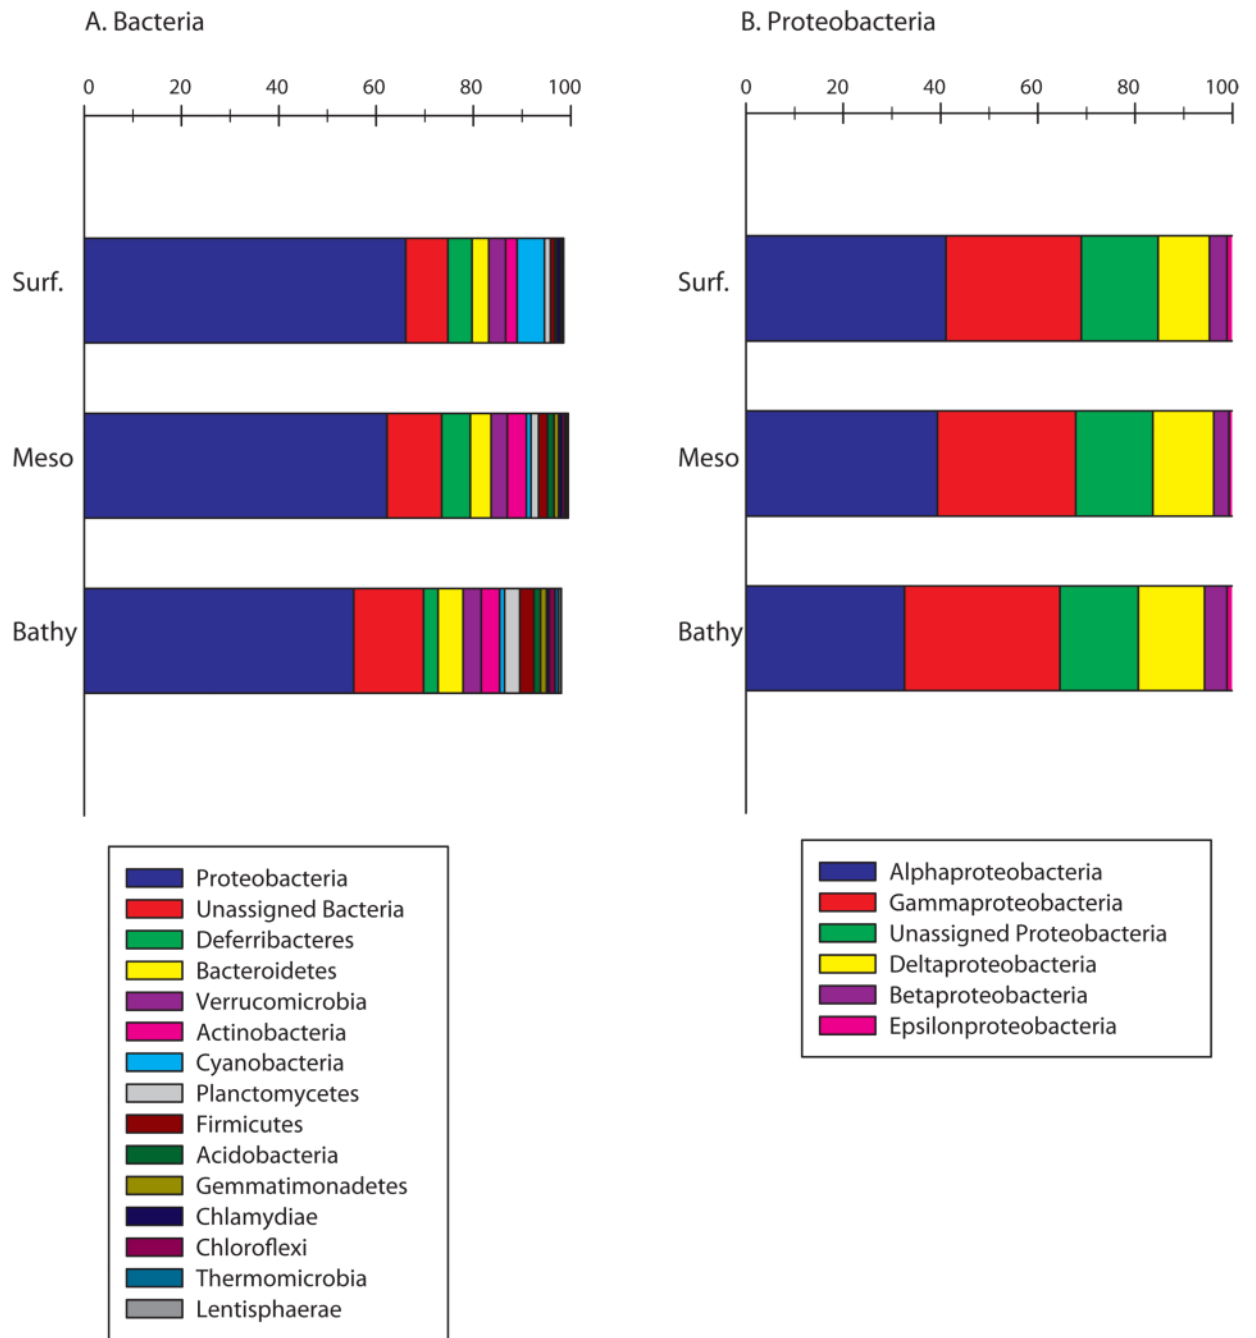 A. Bacteria
0 20 40 60 80 100
Surf.
Meso
Bathy
Proteobacteria
Unassigned Bacteria
Deferribacteres
Bacteroidetes
Verrucomicrobia
Actinobacteria
Cyanobacteria
Planctomycetes
Firmicutes
Acidobacteria
Gemmatimonadetes
Chlamydiae
Chloroflexi
Thermomicrobia
Lentisphaerae
B. Proteobacteria
0 20 40 60 80 100
Surf.
Meso
Bathy
Alphaproteobacteria
Gammaproteobacteria
Unassigned Proteobacteria
Deltaproteobacteria
Betaproteobacteria
Epsilonproteobacteria